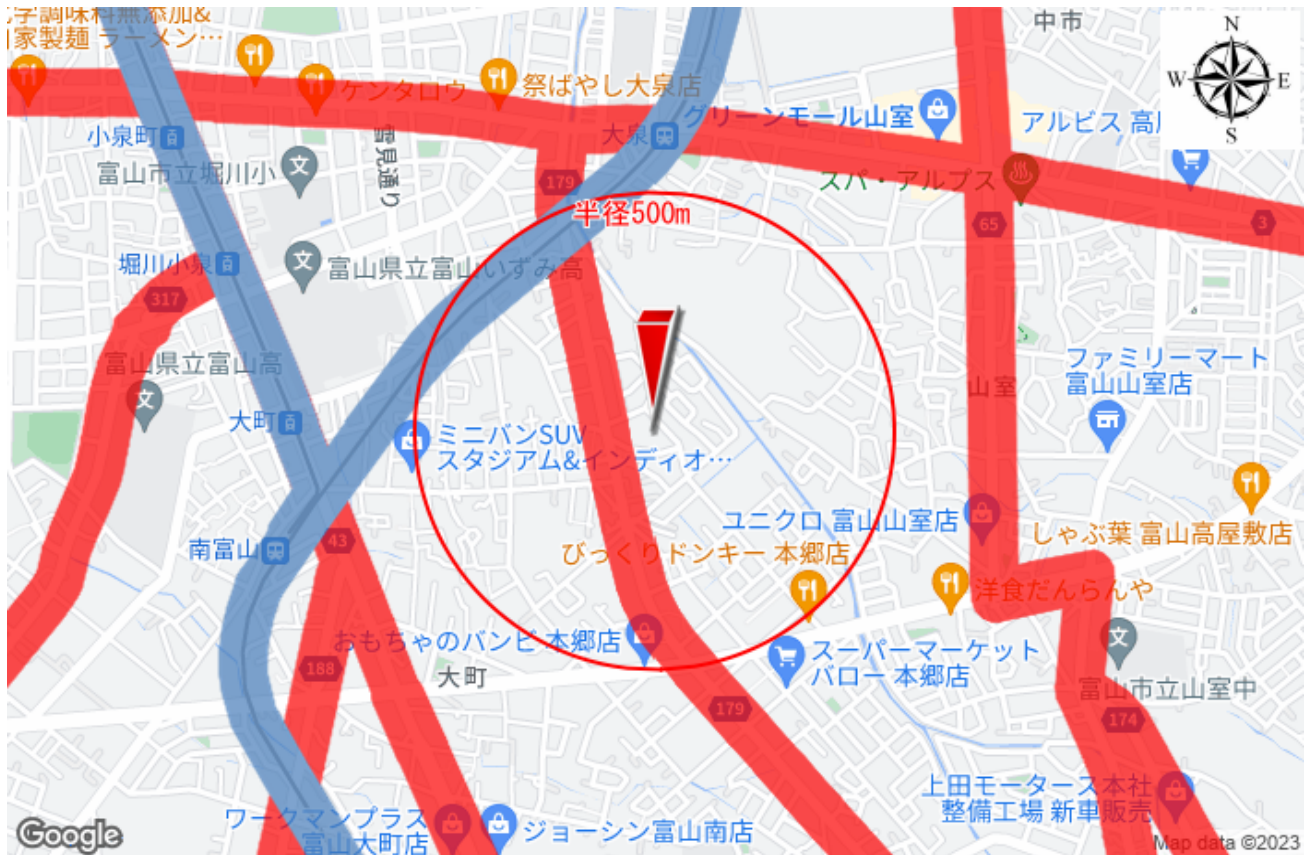 学調味料無添加&
家製麺 ラーメン…
中市
N
W E
S
ケンタロウ
祭ばやし大泉店
グリーンモール山室
アルビス 高
小泉町
雪見通り
大泉
富山市立堀川小
179
スパ・アルプス
半径500m
65
3
堀川小泉
富山県立富山いずみ高
317
富山県立富山高
ファミリーマート
富山山室店
山室
大町
ミニバンSUV
スタジアム&インディオ…
ユニクロ 富山山室店
しゃぶ葉 富山高屋敷店
43
南富山
びっくりドンキー 本郷店
洋食だんらんや
おもちゃのバンビ 本郷店
スーパーマーケット
バロー 本郷店
188
大町
富山市立山室中
179
174
上田モータース本社
整備工場 新車販売
ワークマンプラス
富山大町店
ジョーシン富山南店
Google
Map data ©2023